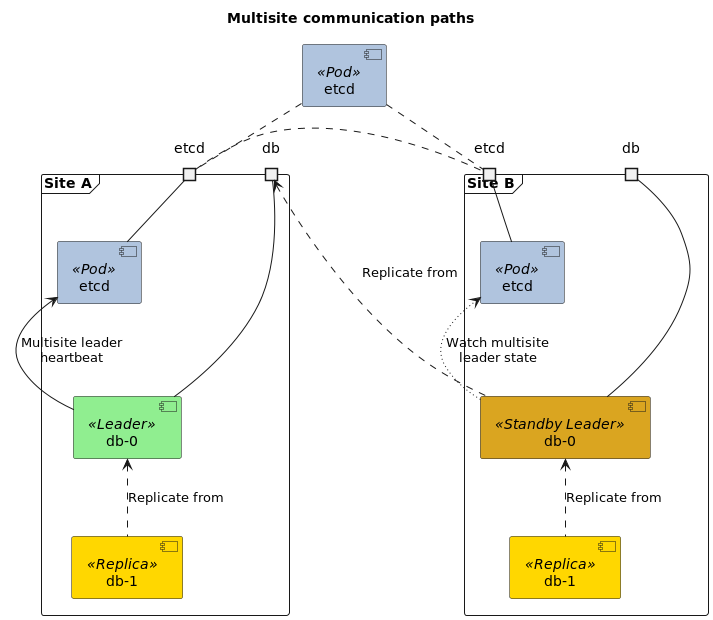 Multisite communication paths
«Pod»
etcd
etcd
db
etcd
db
Site A
Site B
«Pod»
etcd
«Pod»
etcd
Replicate from
Multisite leader
heartbeat
Watch multisite
leader state
«Leader»
db-0
«Standby Leader»
db-0
Replicate from
Replicate from
«Replica»
db-1
«Replica»
db-1